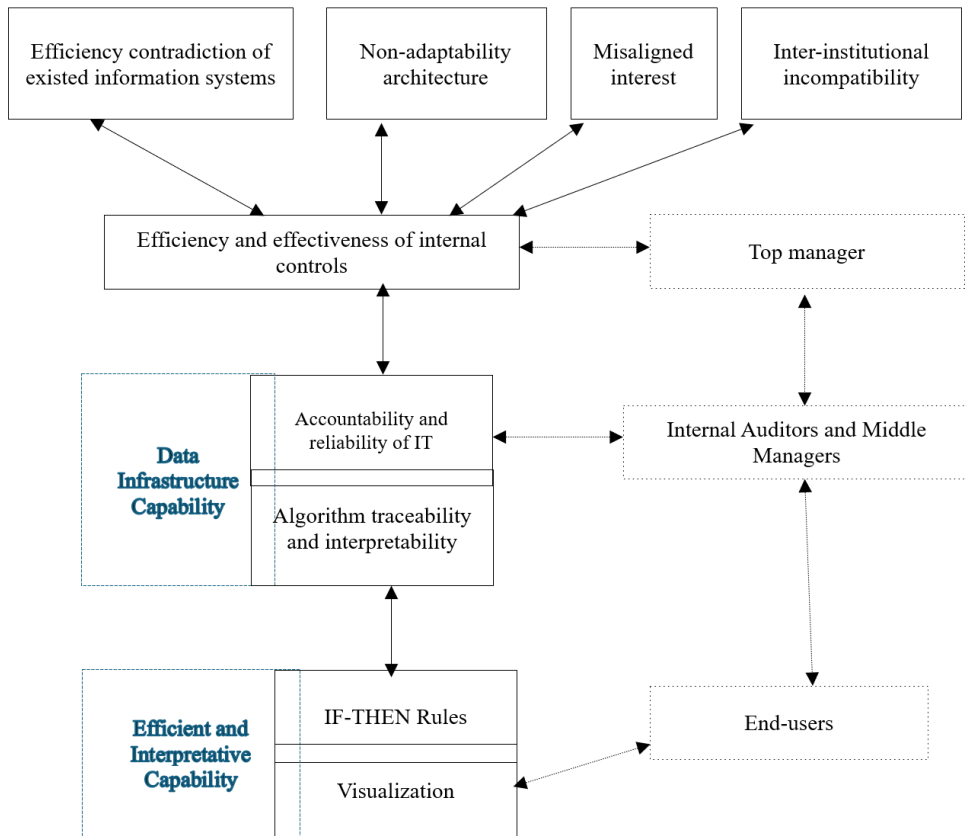 Efficiency contradiction of
existed information systems
Non-adaptability
architecture
Misaligned
interest
Inter-institutional
incompatibility
Efficiency and effectiveness of internal
controls
Top manager
Data
Infrastructure
Capability
Accountability and
reliability of IT
Algorithm traceability
and interpretability
Internal Auditors and Middle
Managers
Efficient and
Interpretative
Capability
IF-THEN Rules
Visualization
End-users